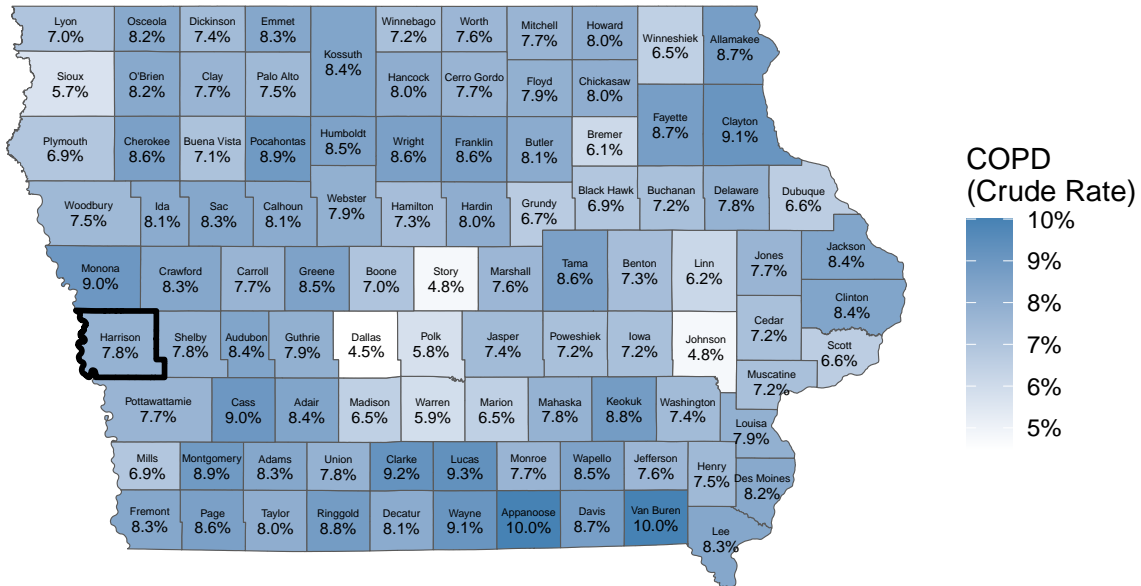 Lyon
7.0%
Osceola
8.2%
Dickinson
7.4%
Emmet
8.3%
Kossuth
8.4%
Winnebago
7.2%
Worth
7.6%
Mitchell
7.7%
Howard
8.0%
Winneshiek
6.5%
Allamakee
8.7%
Sioux
5.7%
O'Brien
8.2%
Clay
7.7%
Palo Alto
7.5%
Hancock
8.0%
Cerro Gordo
7.7%
Floyd
7.9%
Chickasaw
8.0%
Fayette
8.7%
Clayton
9.1%
Plymouth
6.9%
Cherokee
8.6%
Buena Vista
7.1%
Pocahontas
8.9%
Humboldt
8.5%
Wright
8.6%
Franklin
8.6%
Butler
8.1%
Bremer
6.1%
Woodbury
7.5%
Ida
8.1%
Sac
8.3%
Calhoun
8.1%
Webster
7.9%
Hamilton
7.3%
Hardin
8.0%
Grundy
6.7%
Black Hawk
6.9%
Buchanan
7.2%
Delaware
7.8%
Dubuque
6.6%
Monona
9.0%
Crawford
8.3%
Carroll
7.7%
Greene
8.5%
Boone
7.0%
Story
4.8%
Marshall
7.6%
Tama
8.6%
Benton
7.3%
Linn
6.2%
Jones
7.7%
Jackson
8.4%
Clinton
8.4%
Harrison
7.8%
Shelby
7.8%
Audubon
8.4%
Guthrie
7.9%
Dallas
4.5%
Polk
5.8%
Jasper
7.4%
Poweshiek
7.2%
Iowa
7.2%
Johnson
4.8%
Cedar
7.2%
Scott
6.6%
Muscatine
7.2%
Pottawattamie
7.7%
Cass
9.0%
Adair
8.4%
Madison
6.5%
Warren
5.9%
Marion
6.5%
Mahaska
7.8%
Keokuk
8.8%
Washington
7.4%
Louisa
7.9%
Mills
6.9%
Montgomery
8.9%
Adams
8.3%
Union
7.8%
Clarke
9.2%
Lucas
9.3%
Monroe
7.7%
Wapello
8.5%
Jefferson
7.6%
Henry
7.5%
Des Moines
8.2%
Fremont
8.3%
Page
8.6%
Taylor
8.0%
Ringgold
8.8%
Decatur
8.1%
Wayne
9.1%
Appanoose
10.0%
Davis
8.7%
Van Buren
10.0%
Lee
8.3%
COPD
(Crude Rate)
10%
9%
8%
7%
6%
5%